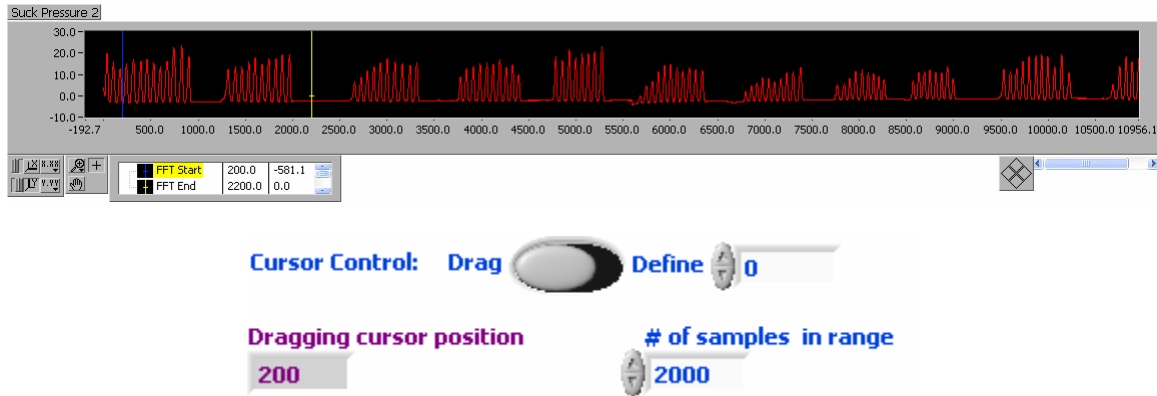 Suck Pressure 2
30.0
20.0
10.0
0.0
-10.0
-192.7 500.0 1000.0 1500.0 2000.0 2500.0 3000.0 3500.0 4000.0 4500.0 5000.0 5500.0 6000.0 6500.0 7000.0 7500.0 8000.0 8500.0 9000.0 9500.0 10000.0 10500.0 10956.1
X X.XX
Y Y.YY
FFT Start 200.0 -581.1
FFT End 2200.0 0.0
Cursor Control: Drag Define 0
Dragging cursor position # of samples in range
200 2000